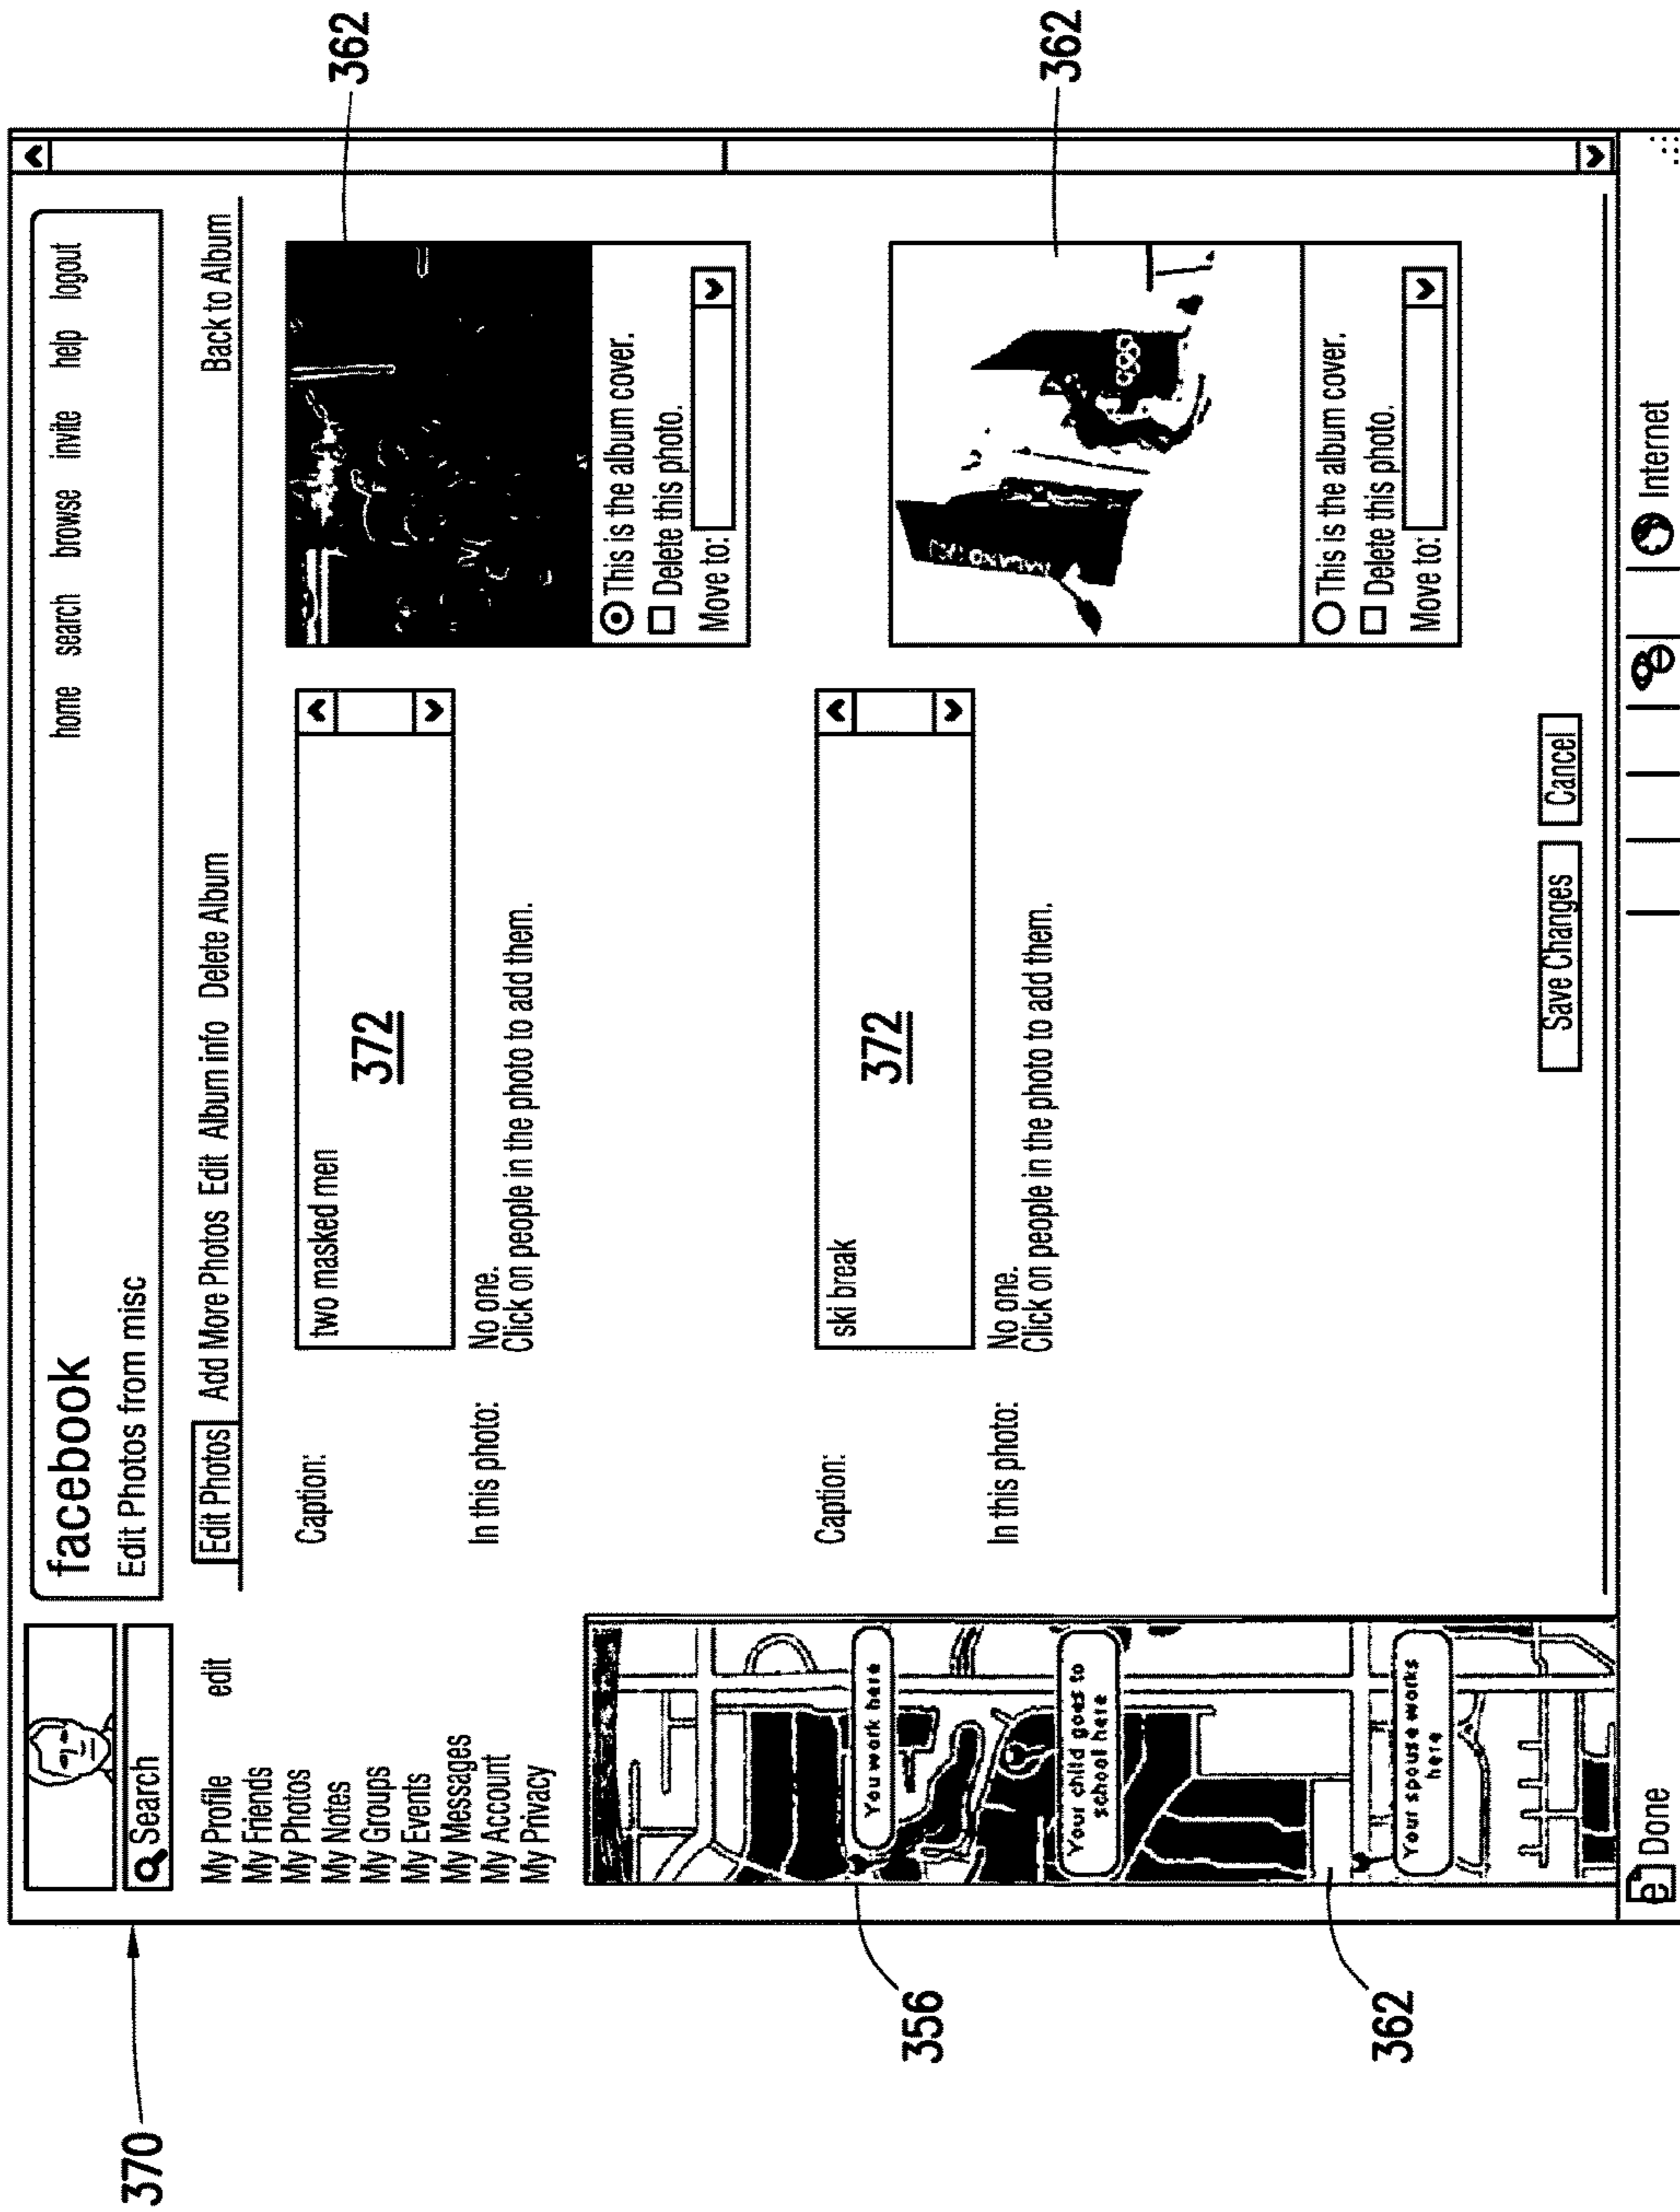 370
Search
facebook
home search browse invite help logout
Edit Photos from misc
My Profile edit
My Friends
My Photos
My Notes
My Groups
My Events
My Messages
My Account
My Privacy
Edit Photos Add More Photos Edit Album info Delete Album
Back to Album
Caption:
two masked men
372
In this photo:
No one.
Click on people in the photo to add them.
362
This is the album cover.
Delete this photo.
Move to:
Caption:
ski break
372
In this photo:
No one.
Click on people in the photo to add them.
362
This is the album cover.
Delete this photo.
Move to:
356
You work here
Your child goes to
school here
362
Your spouse works
here
Save Changes Cancel
Done
Internet